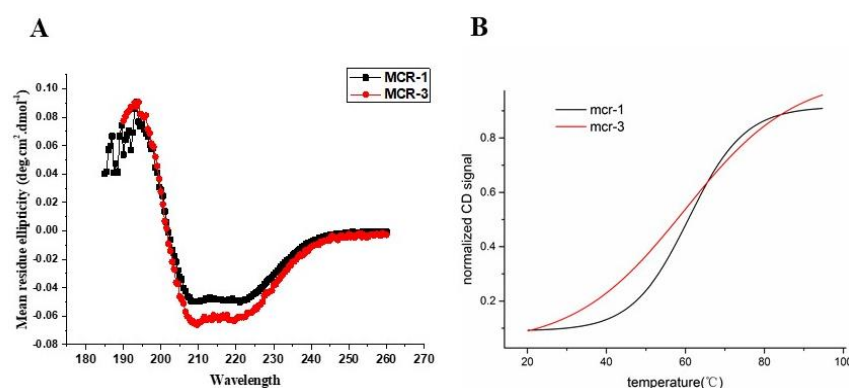 A
B
MCR-1
MCR-3
Mean residue ellipticity (deg.cm².dmol⁻¹)
0.10
0.08
0.06
0.04
0.02
0.00
-0.02
-0.04
-0.06
-0.08
180 190 200 210 220 230 240 250 260 270
Wavelength
mcr-1
mcr-3
normalized CD signal
0.8
0.6
0.4
0.2
20 40 60 80 100
temperature(℃)